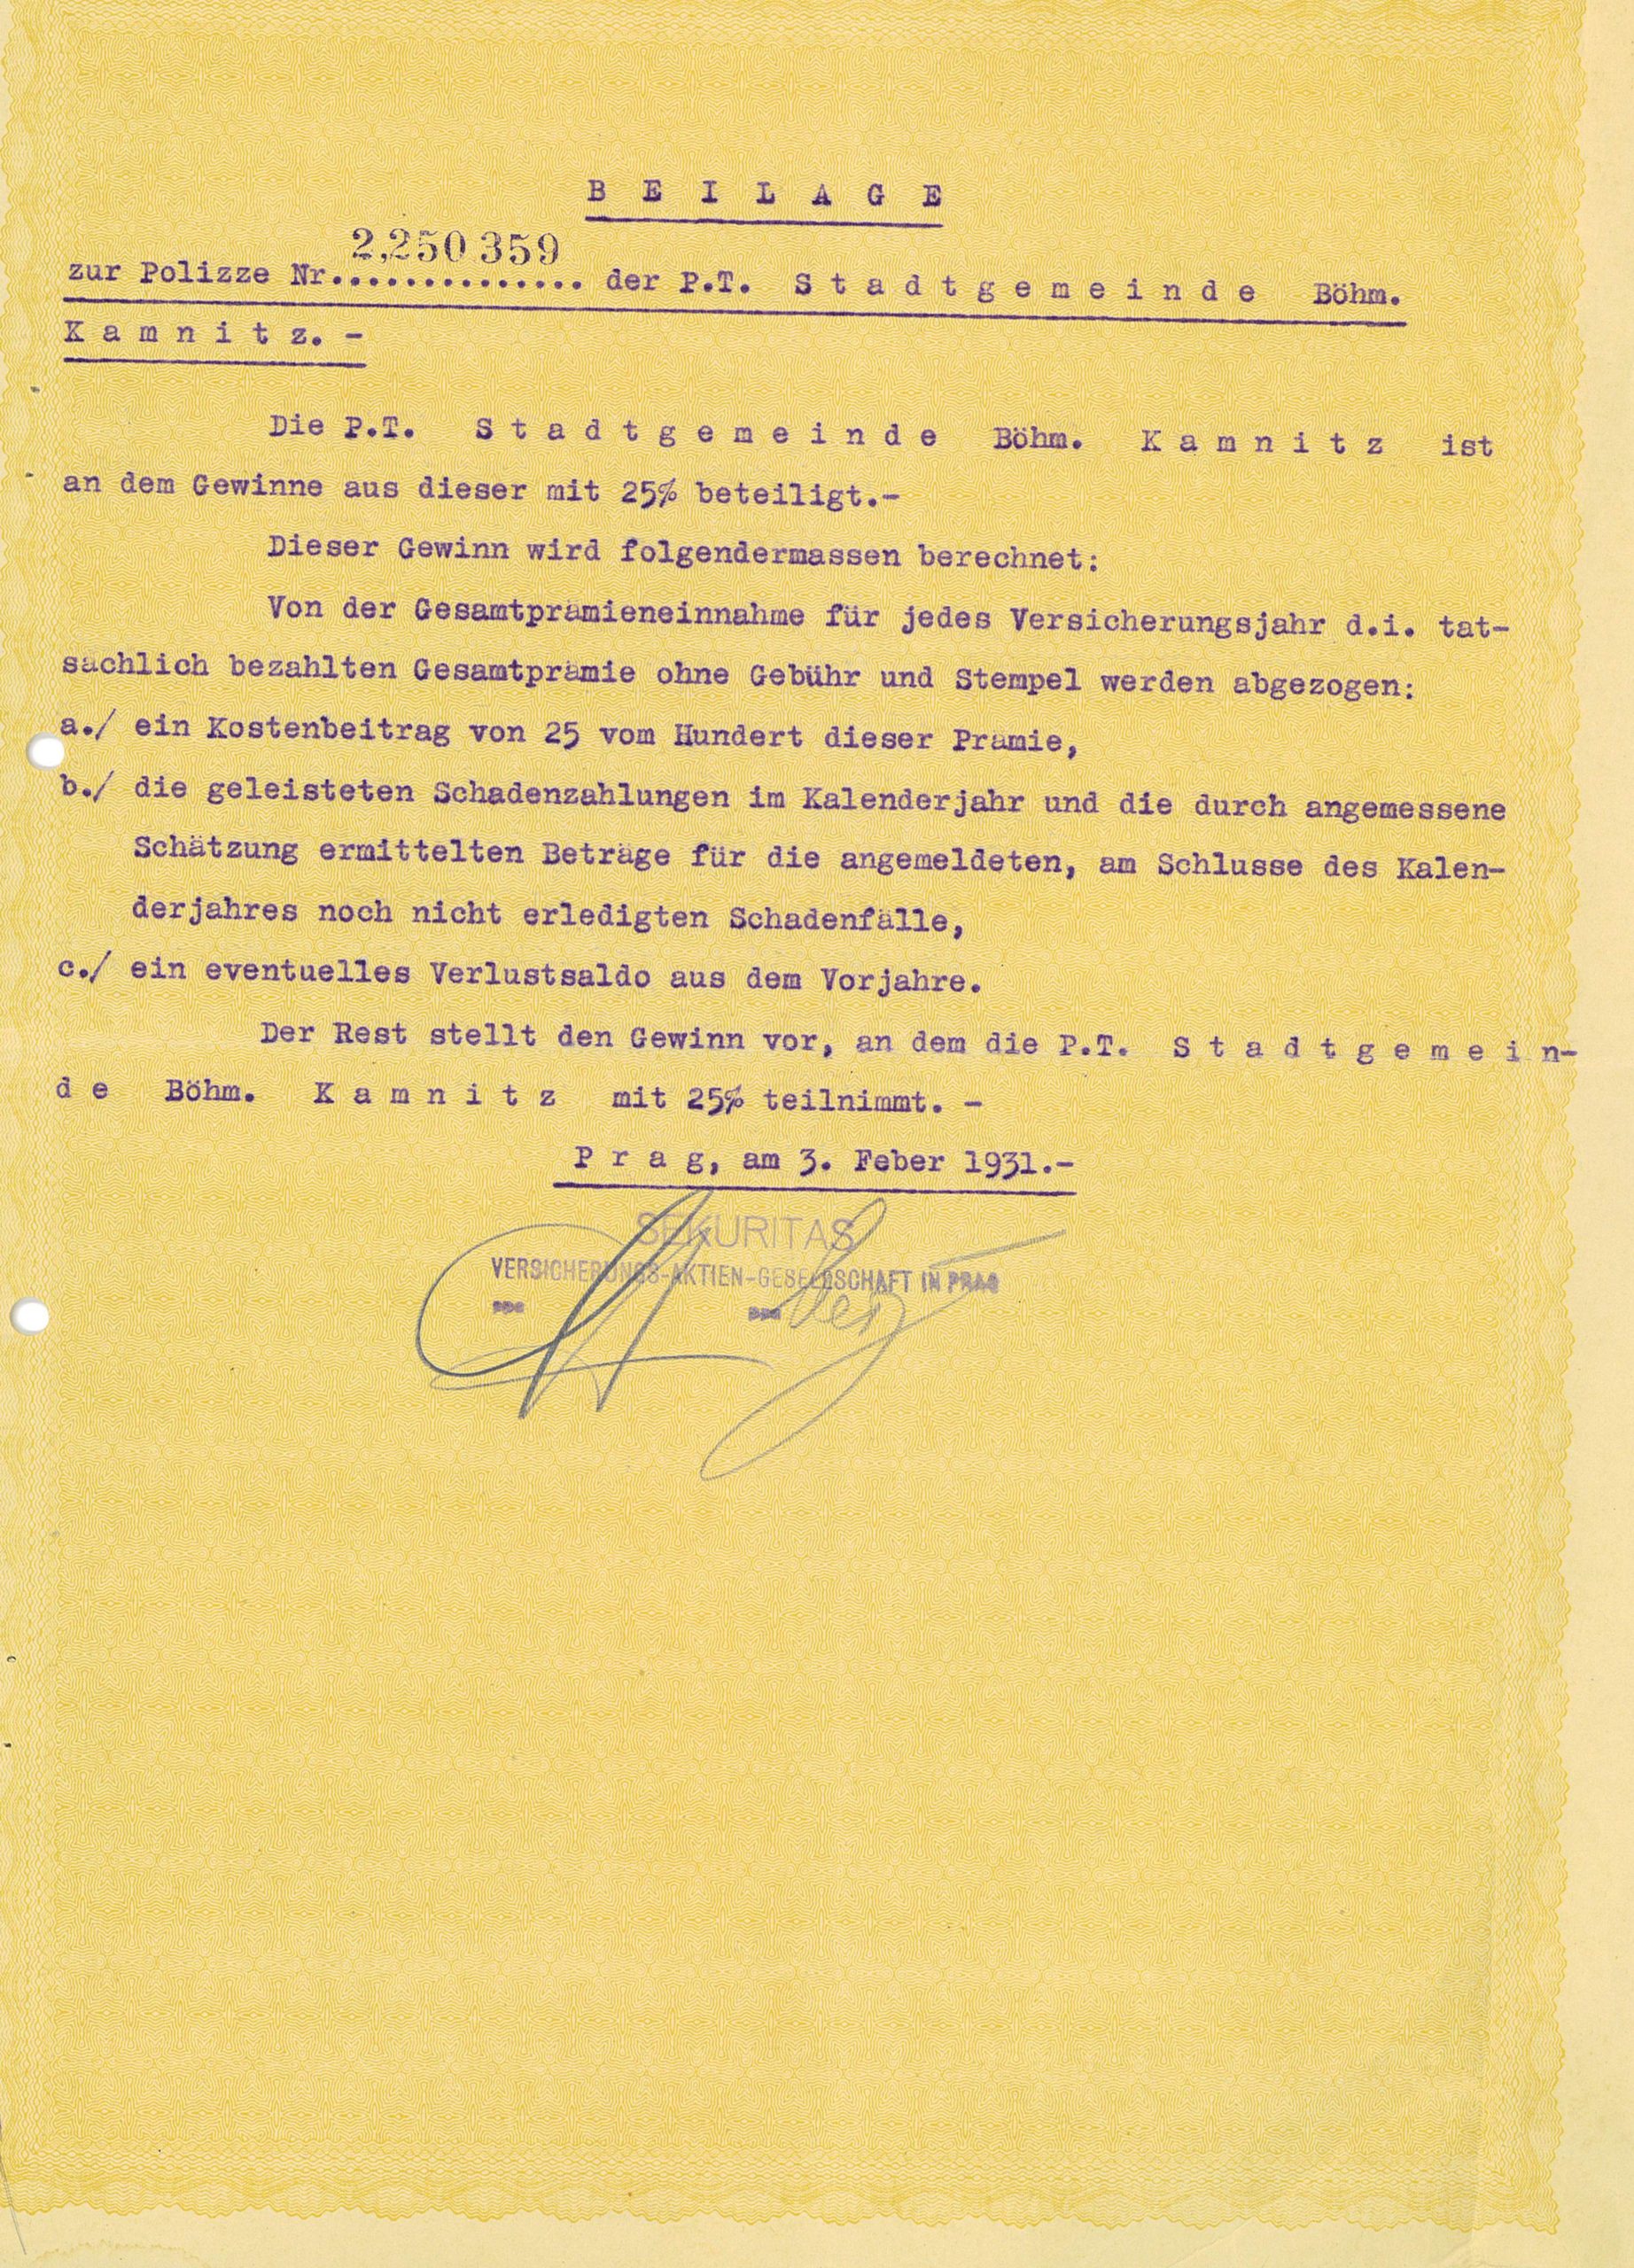 B E I L A G E
2,250 359
zur Polizze Nr............... der P.T. S t a d t g e m e i n d e Böhm.
K a m n i t z. -
Die P.T. S t a d t g e m e i n d e Böhm. K a m n i t z ist
an dem Gewinne aus dieser mit 25% beteiligt.-
Dieser Gewinn wird folgendermassen berechnet:
Von der Gesamtprämieneinnahme für jedes Versicherungsjahr d.i. tat-
sächlich bezahlten Gesamtprämie ohne Gebühr und Stempel werden abgezogen:
a./ ein Kostenbeitrag von 25 vom Hundert dieser Prämie,
b./ die geleisteten Schadenzahlungen im Kalenderjahr und die durch angemessene
Schätzung ermittelten Beträge für die angemeldeten, am Schlusse des Kalen-
derjahres noch nicht erledigten Schadenfälle,
c./ ein eventuelles Verlustsaldo aus dem Vorjahre.
Der Rest stellt den Gewinn vor, an dem die P.T. S t a d t g e m e i n-
d e Böhm. K a m n i t z mit 25% teilnimmt. -
P r a g, am 3. Feber 1931.-
SEKURITAS
VERSICHERUNGS-AKTIEN-GESELLSCHAFT IN PRAG